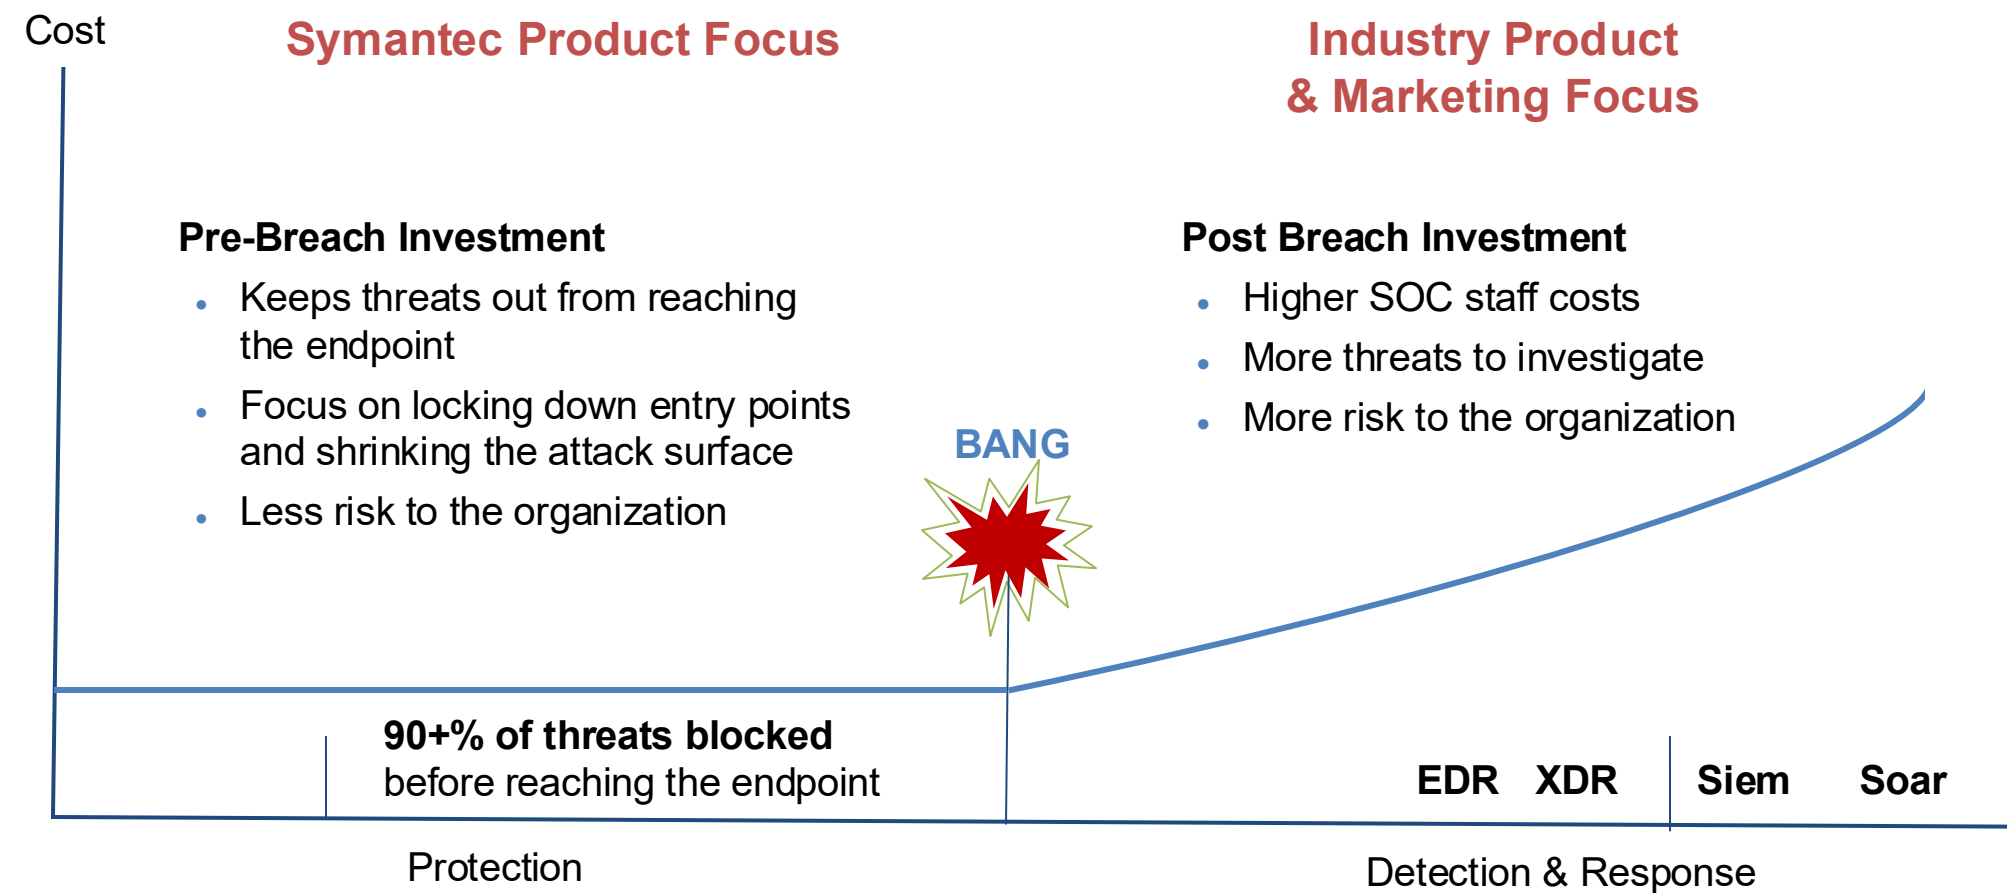 Cost
Symantec Product Focus
Industry Product
& Marketing Focus
Pre-Breach Investment
Keeps threats out from reaching
the endpoint
Focus on locking down entry points
and shrinking the attack surface
Less risk to the organization
BANG
Post Breach Investment
Higher SOC staff costs
More threats to investigate
More risk to the organization
90+% of threats blocked
before reaching the endpoint
EDR XDR Siem Soar
Protection
Detection & Response